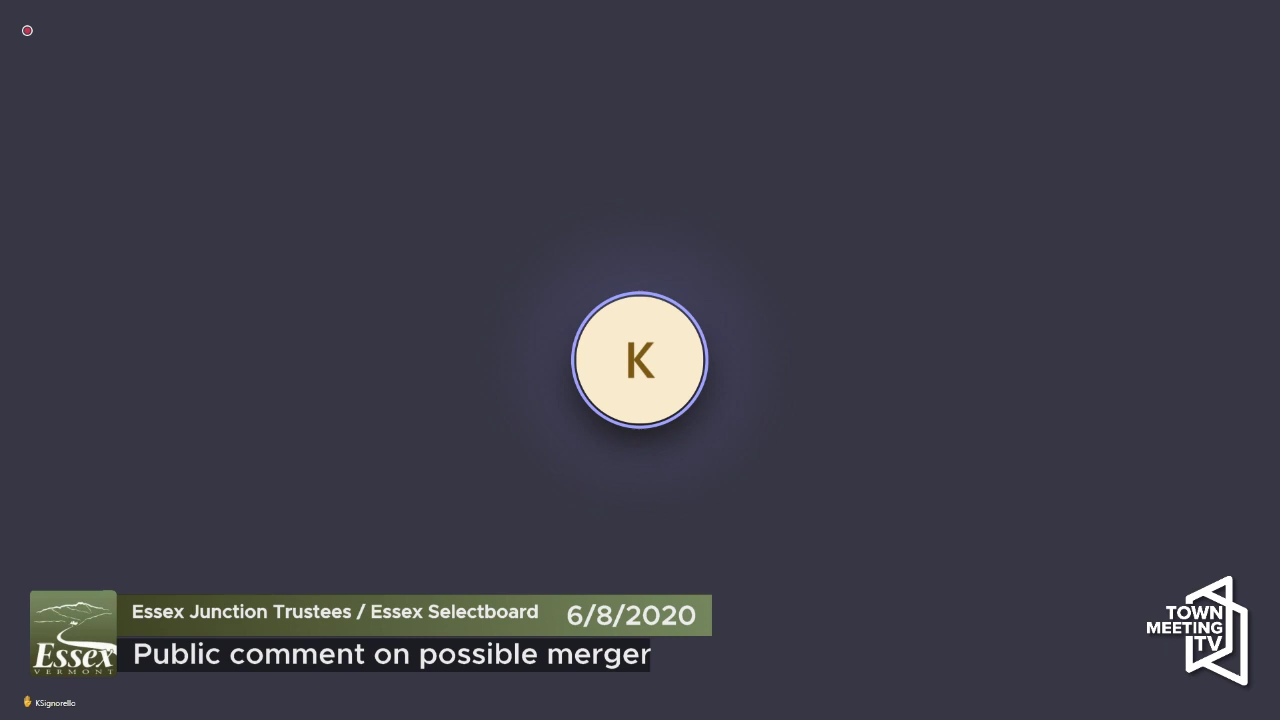 K
Essex Junction Trustees / Essex Selectboard 6/8/2020
Public comment on possible merger
Essex
VERMONT
TOWN
MEETING
TV
KSignorello